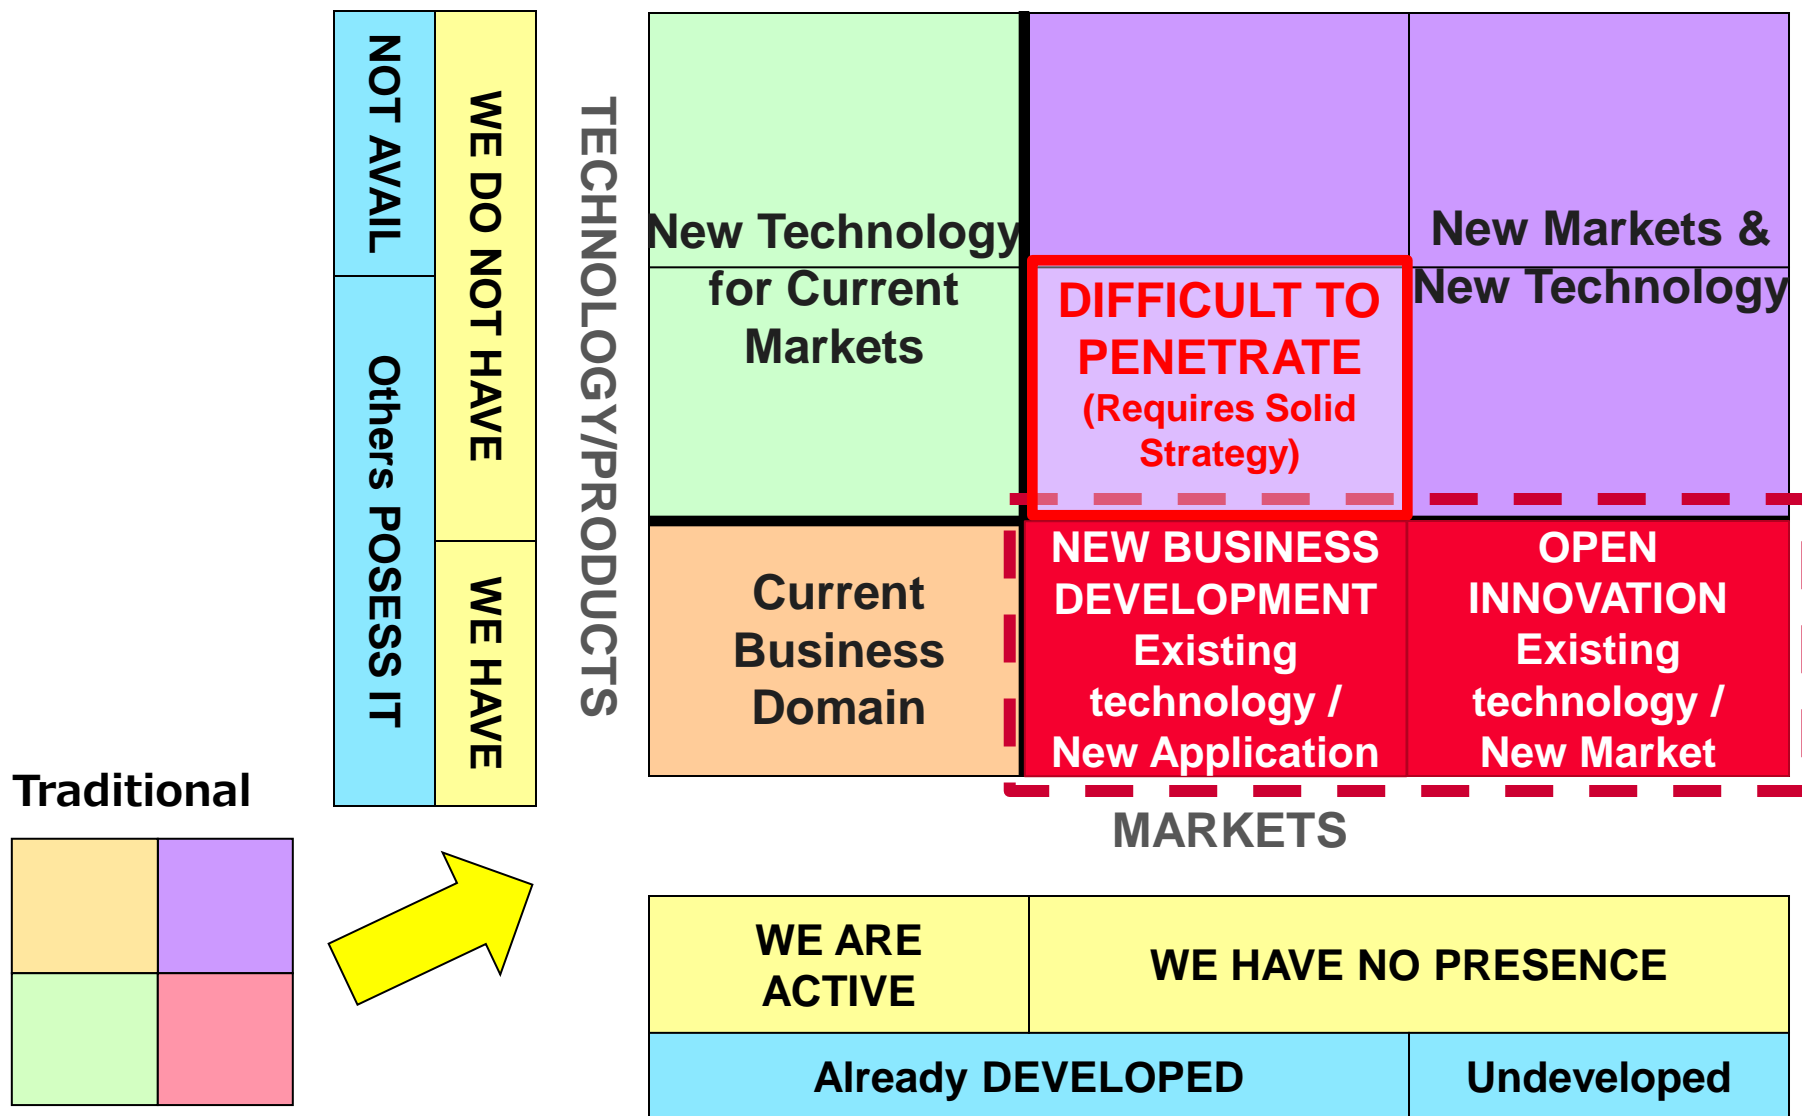 NOT AVAIL
Others POSESS IT
WE DO NOT HAVE
WE HAVE
TECHNOLOGY/PRODUCTS
New Technology
for Current
Markets
New Markets &
New Technology
DIFFICULT TO
PENETRATE
(Requires Solid
Strategy)
Current
Business
Domain
NEW BUSINESS
DEVELOPMENT
Existing
technology /
New Application
OPEN
INNOVATION
Existing
technology /
New Market
Traditional
MARKETS
WE ARE
ACTIVE
WE HAVE NO PRESENCE
Already DEVELOPED
Undeveloped